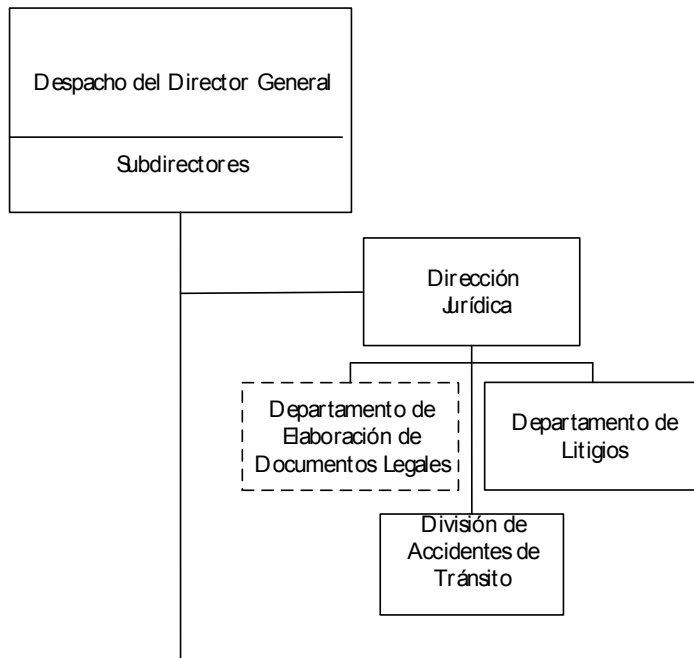 Despacho del Director General
Subdirectores
Dirección
Jurídica
Departamento de
Elaboración de
Documentos Legales
Departamento de
Litigios
División de
Accidentes de
Tránsito